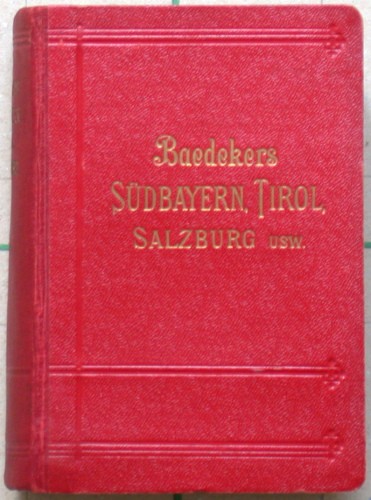 Baedekers
SÜDBAYERN, TIROL,
SALZBURG USW.